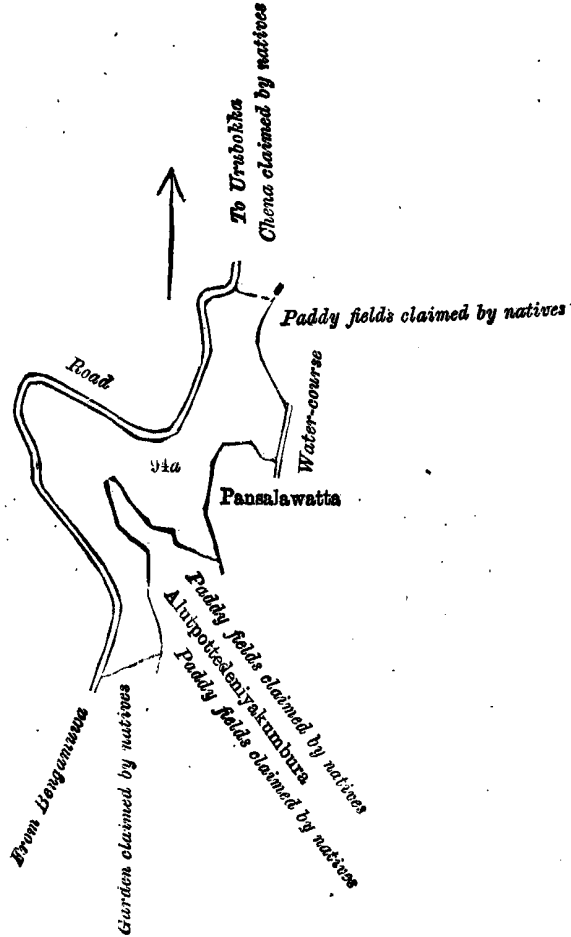 To Urubokka
Chena claimed by natives
Paddy fields claimed by natives
Road
Water-course
94a
Pansalawatta
Paddy fields claimed by natives
Alutpottedeniyakumbura
Paddy fields claimed by natives
From Bengamuwa
Garden claimed by natives